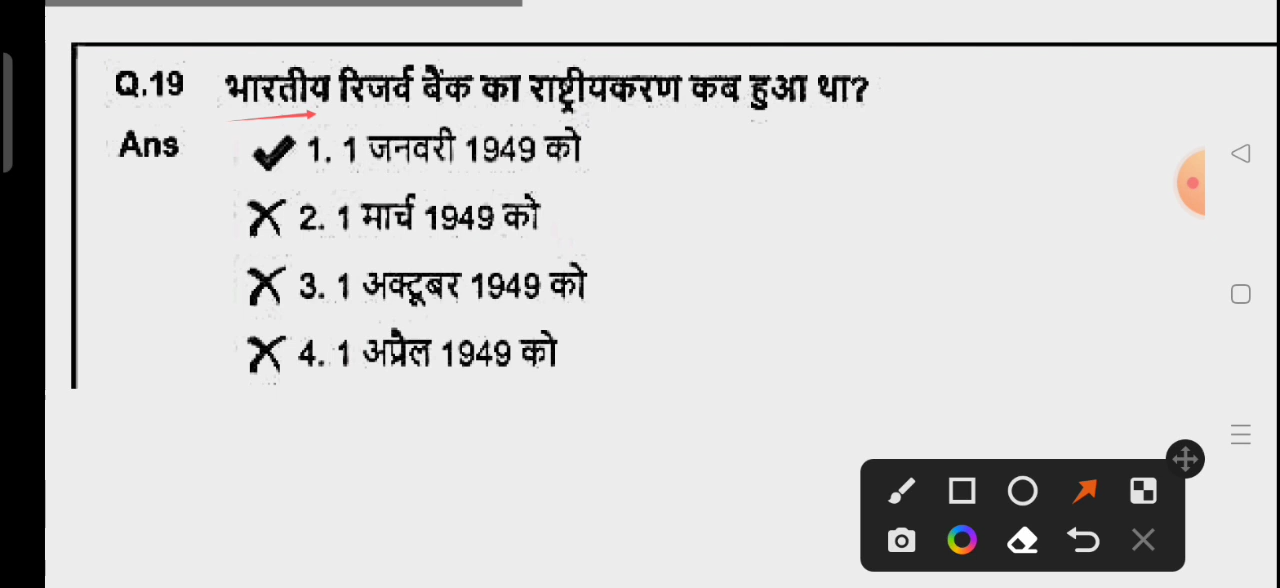 Q.19 भारतीय रिजर्व बैंक का राष्ट्रीयकरण कब हुआ था?
Ans 1. 1 जनवरी 1949 को
2. 1 मार्च 1949 को
3. 1 अक्टूबर 1949 को
4. 1 अप्रैल 1949 को